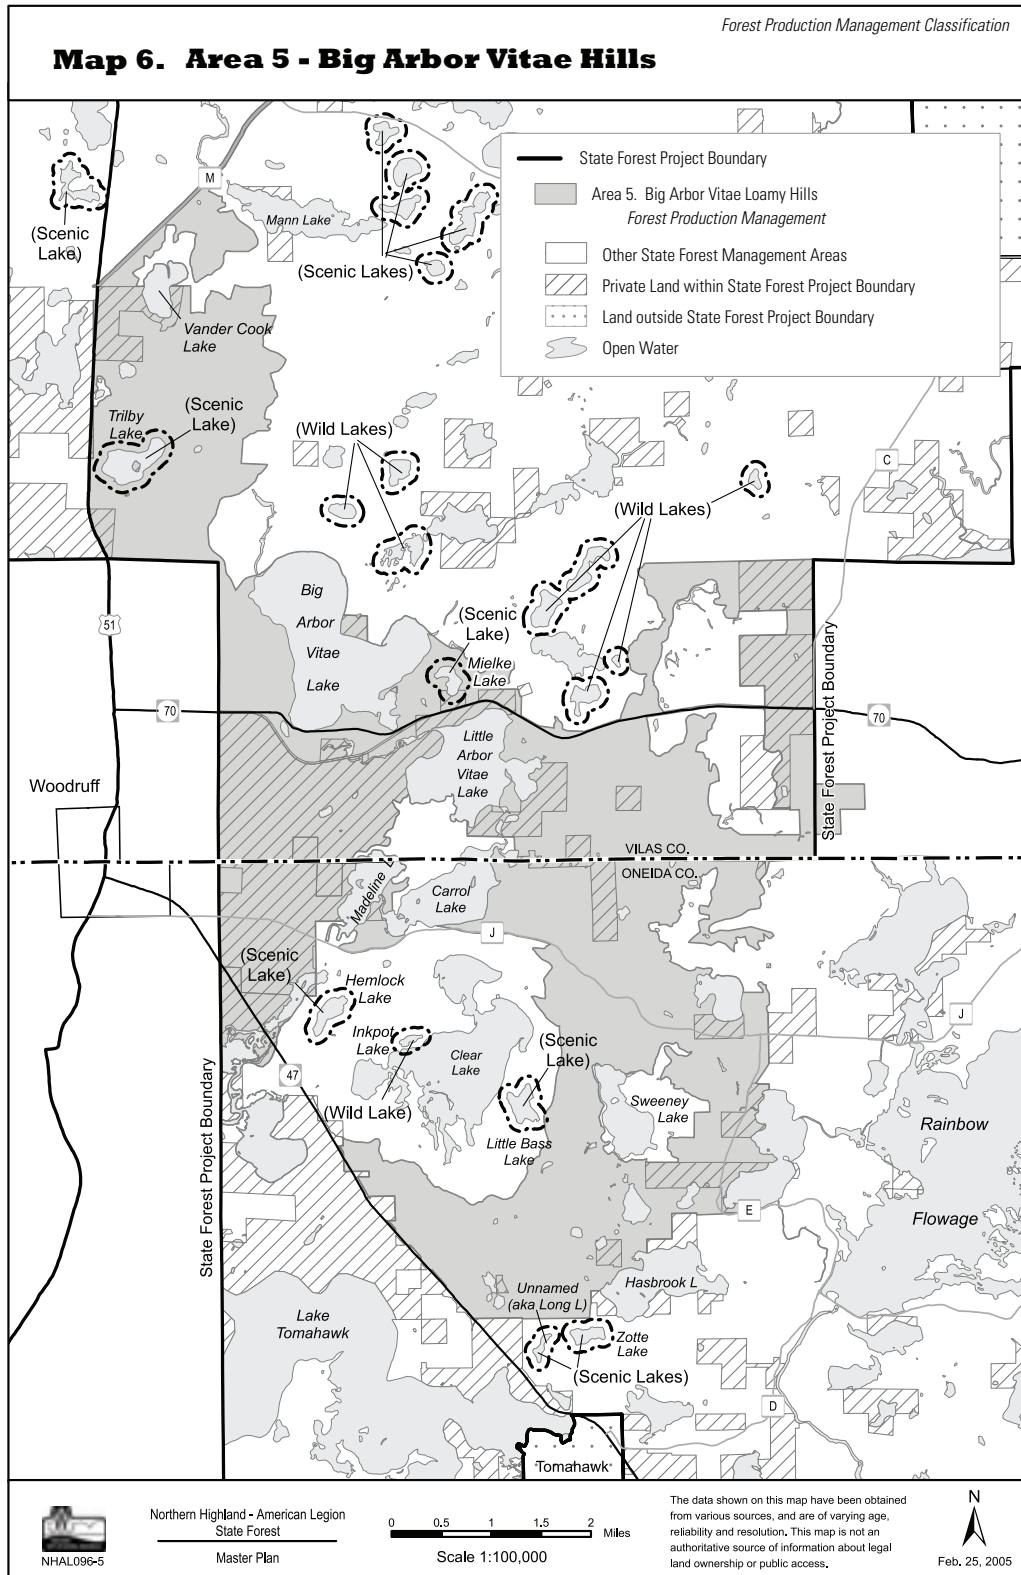 Forest Production Management Classification
Map 6.  Area 5 - Big Arbor Vitae Hills
State Forest Project Boundary
Area 5.  Big Arbor Vitae Loamy Hills
Forest Production Management
Other State Forest Management Areas
Private Land within State Forest Project Boundary
Land outside State Forest Project Boundary
Open Water
M
Mann Lake
(Scenic
Lake)
(Scenic Lakes)
Vander Cook
Lake
Trilby
Lake
(Scenic
Lake)
(Wild Lakes)
C
(Wild Lakes)
Big
Arbor
Vitae
Lake
(Scenic
Lake)
Mielke
Lake
51
State Forest Project Boundary
70
70
Little
Arbor
Vitae
Lake
Woodruff
VILAS CO.
ONEIDA CO.
Madeline
Carrol
Lake
J
(Scenic
Lake)
Hemlock
Lake
Inkpot
Lake
Clear
Lake
(Scenic
Lake)
J
47
(Wild Lake)
Sweeney
Lake
Rainbow
Little Bass
Lake
State Forest Project Boundary
E
Flowage
Unnamed
(aka Long L)
Hasbrook L
Lake
Tomahawk
Zotte
Lake
(Scenic Lakes)
D
Tomahawk
NHAL096-5
Northern Highland - American Legion
State Forest
Master Plan
0 0.5 1 1.5 2 Miles
Scale 1:100,000
The data shown on this map have been obtained
from various sources, and are of varying age,
reliability and resolution. This map is not an
authoritative source of information about legal
land ownership or public access.
N
Feb. 25, 2005